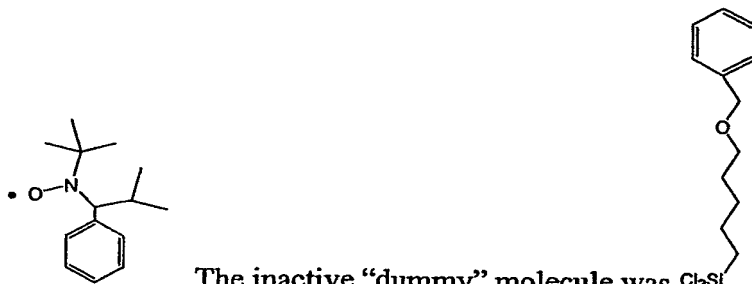 O
• O N
The inactive “dummy” molecule was Cl₃Si